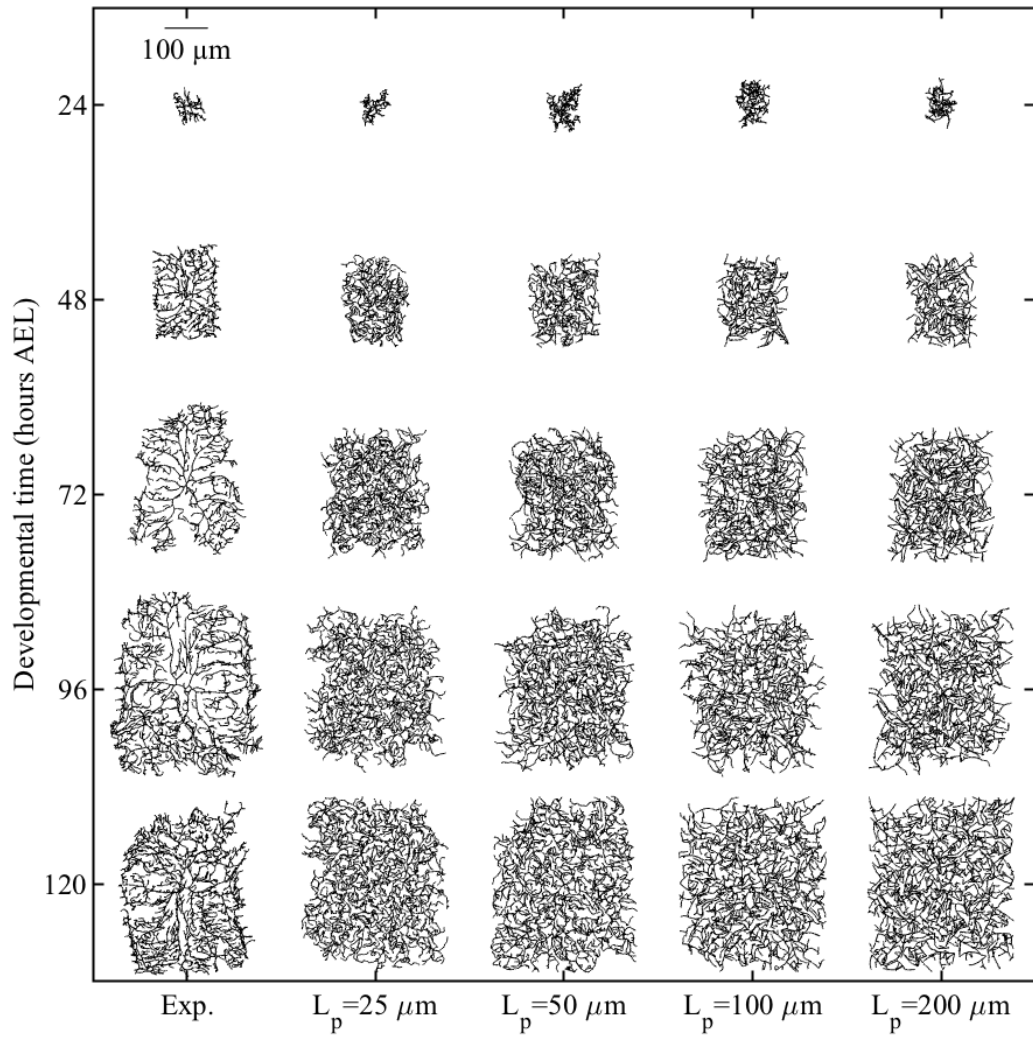 100 μm
Developmental time (hours AEL)
24
48
72
96
120
Exp.
L_p=25 μm
L_p=50 μm
L_p=100 μm
L_p=200 μm